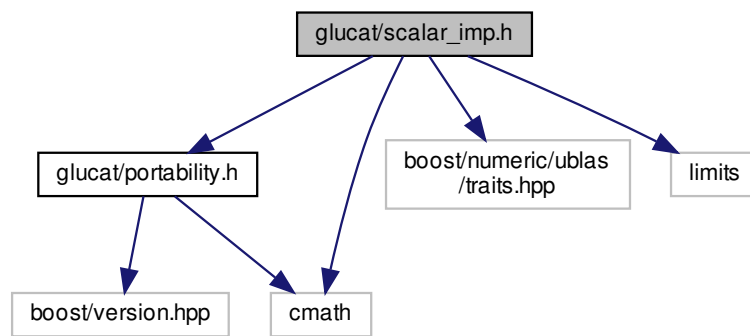 glucat/scalar_imp.h
glucat/portability.h
boost/numeric/ublas
/traits.hpp
limits
boost/version.hpp
cmath